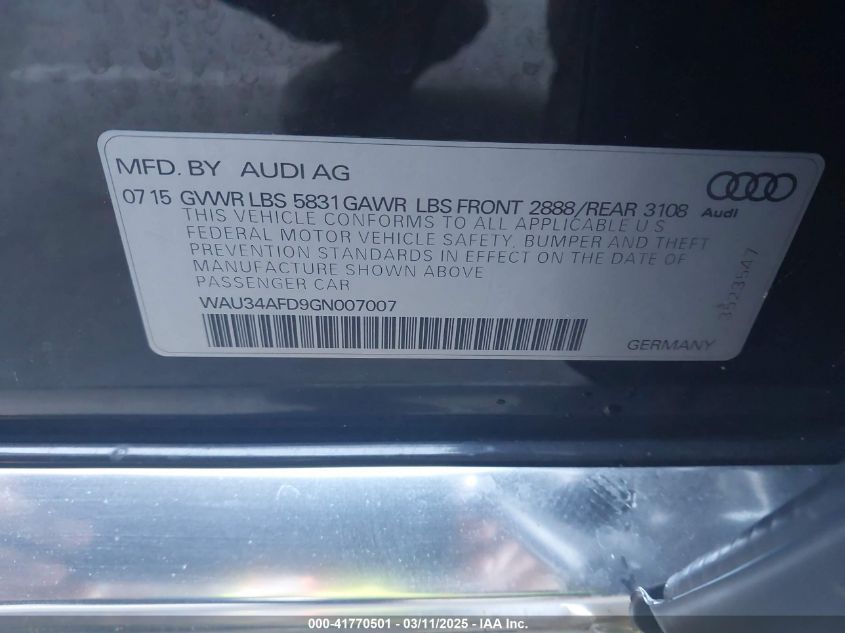 MFD. BY AUDI AG
07 15 GVWR LBS 5831 GAWR LBS FRONT 2888/REAR 3108
Audi
THIS VEHICLE CONFORMS TO ALL APPLICABLE U S
FEDERAL MOTOR VEHICLE SAFETY, BUMPER AND THEFT
PREVENTION STANDARDS IN EFFECT ON THE DATE OF
MANUFACTURE SHOWN ABOVE
PASSENGER CAR
WAU34AFD9GN007007
3523547
GERMANY
000-41770501 - 03/11/2025 - IAA Inc.